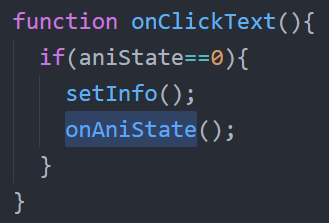 function onClickText(){
if(aniState==0){
setInfo();
onAniState();
}
}